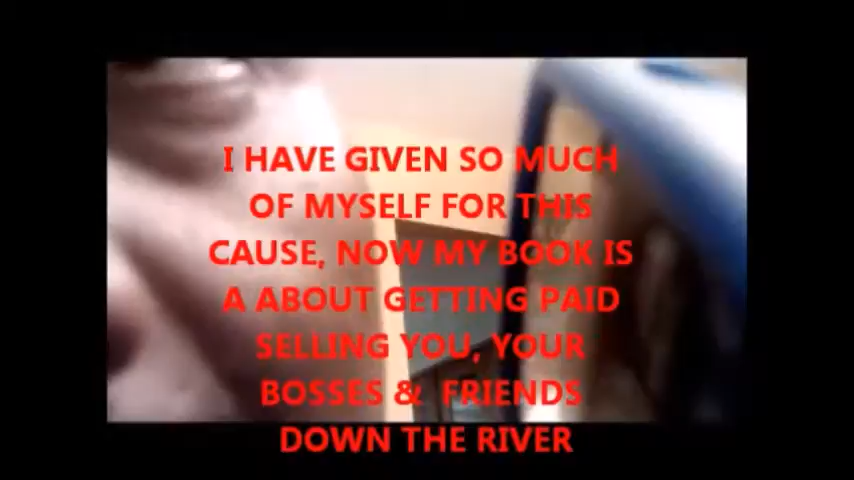 I HAVE GIVEN SO MUCH
OF MYSELF FOR THIS
CAUSE, NOW MY BOOK IS
A ABOUT GETTING PAID
SELLING YOU, YOUR
BOSSES & FRIENDS
DOWN THE RIVER